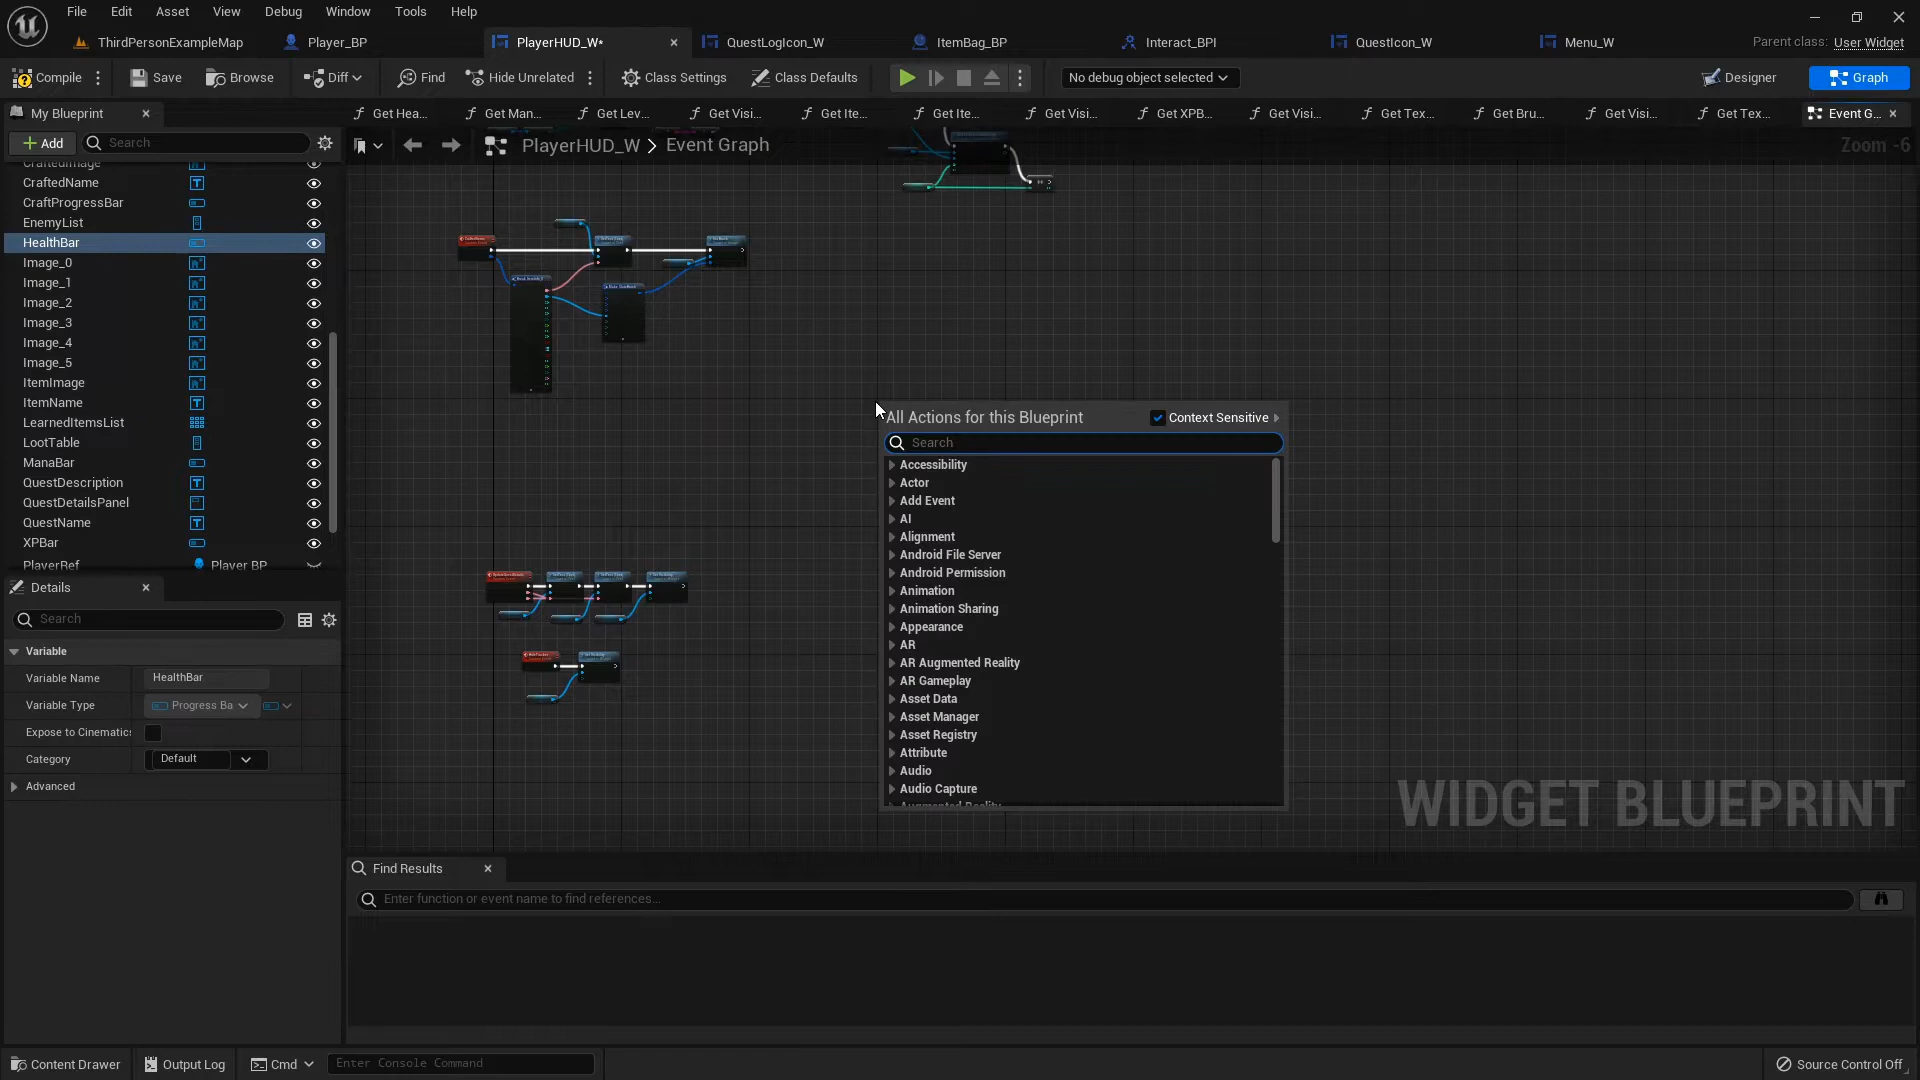 File Edit Asset View Debug Window Tools Help
ThirdPersonExampleMap Player_BP PlayerHUD_W* QuestLogIcon_W ItemBag_BP Interact_BPI QuestIcon_W Menu_W Parent class: User Widget
Compile Save Browse Diff Find Hide Unrelated Class Settings Class Defaults No debug object selected Designer Graph
My Blueprint Get Hea... Get Man... Get Lev... Get Visi... Get Ite... Get Ite... Get Visi... Get XPB... Get Visi... Get Tex... Get Bru... Get Visi... Get Tex... Event G...
+ Add Search PlayerHUD_W > Event Graph Zoom -6
CraftedImage
CraftedName
CraftProgressBar
EnemyList
HealthBar
Image_0
Image_1
Image_2
Image_3
Image_4
Image_5
ItemImage
ItemName
LearnedItemsList
LootTable
ManaBar
QuestDescription
QuestDetailsPanel
QuestName
XPBar
PlayerRef Player BP
Details
Search
Variable
Variable Name HealthBar
Variable Type Progress Ba
Expose to Cinematics
Category Default
Advanced
All Actions for this Blueprint Context Sensitive
Search
Accessibility
Actor
Add Event
AI
Alignment
Android File Server
Android Permission
Animation
Animation Sharing
Appearance
AR
AR Augmented Reality
AR Gameplay
Asset Data
Asset Manager
Asset Registry
Attribute
Audio
Audio Capture
Augmented Reality
WIDGET BLUEPRINT
Find Results
Enter function or event name to find references...
Content Drawer Output Log Cmd Enter Console Command Source Control Off